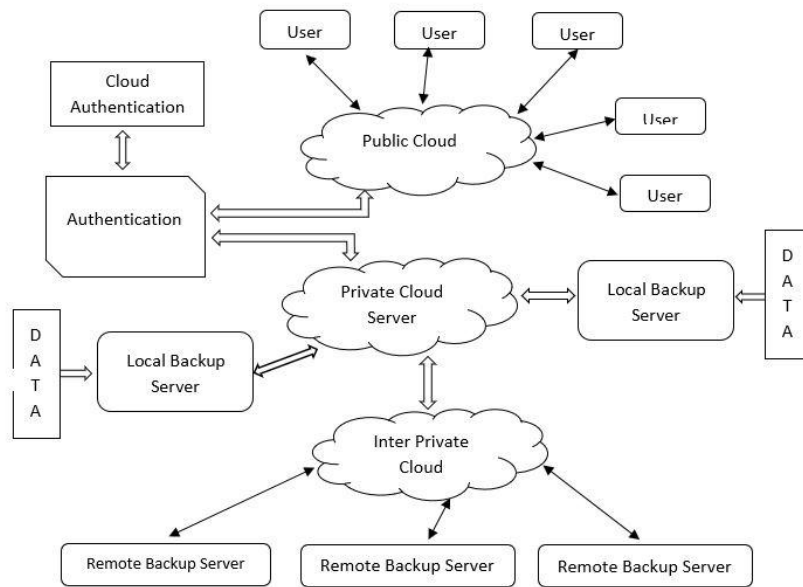 User
User
User
Cloud
Authentication
Public Cloud
User
User
Authentication
D
A
T
A
Private Cloud
Server
Local Backup
Server
D
A
T
A
Local Backup
Server
Inter Private
Cloud
Remote Backup Server
Remote Backup Server
Remote Backup Server